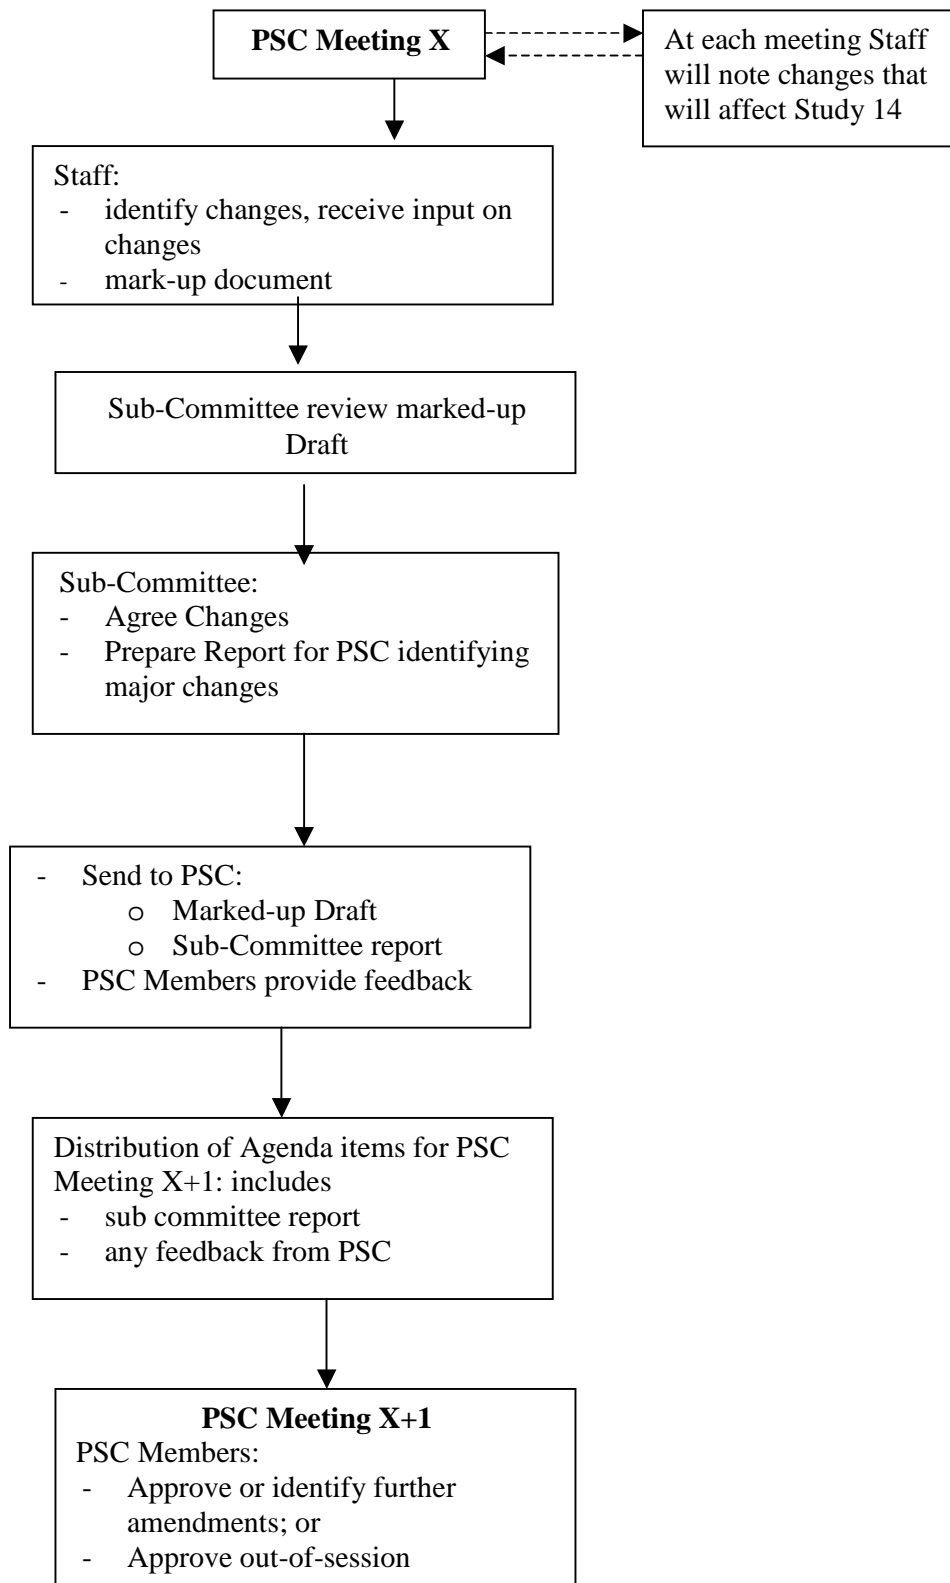 PSC Meeting X
At each meeting Staff
will note changes that
will affect Study 14
Staff:
- identify changes, receive input on
changes
- mark-up document
Sub-Committee review marked-up
Draft
Sub-Committee:
- Agree Changes
- Prepare Report for PSC identifying
major changes
- Send to PSC:
o Marked-up Draft
o Sub-Committee report
- PSC Members provide feedback
Distribution of Agenda items for PSC
Meeting X+1: includes
- sub committee report
- any feedback from PSC
PSC Meeting X+1
PSC Members:
- Approve or identify further
amendments; or
- Approve out-of-session